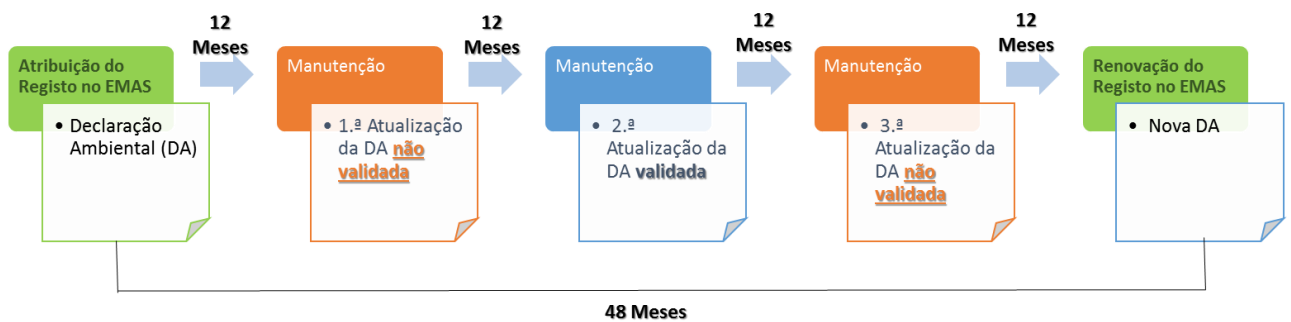 12
Meses
12
Meses
12
Meses
12
Meses
Atribuição do
Registo no EMAS
• Declaração
Ambiental (DA)
Manutenção
• 1.ª Atualização
da DA não
validada
Manutenção
• 2.ª
Atualização da
DA validada
Manutenção
• 3.ª
Atualização da
DA não
validada
Renovação do
Registo no EMAS
• Nova DA
48 Meses